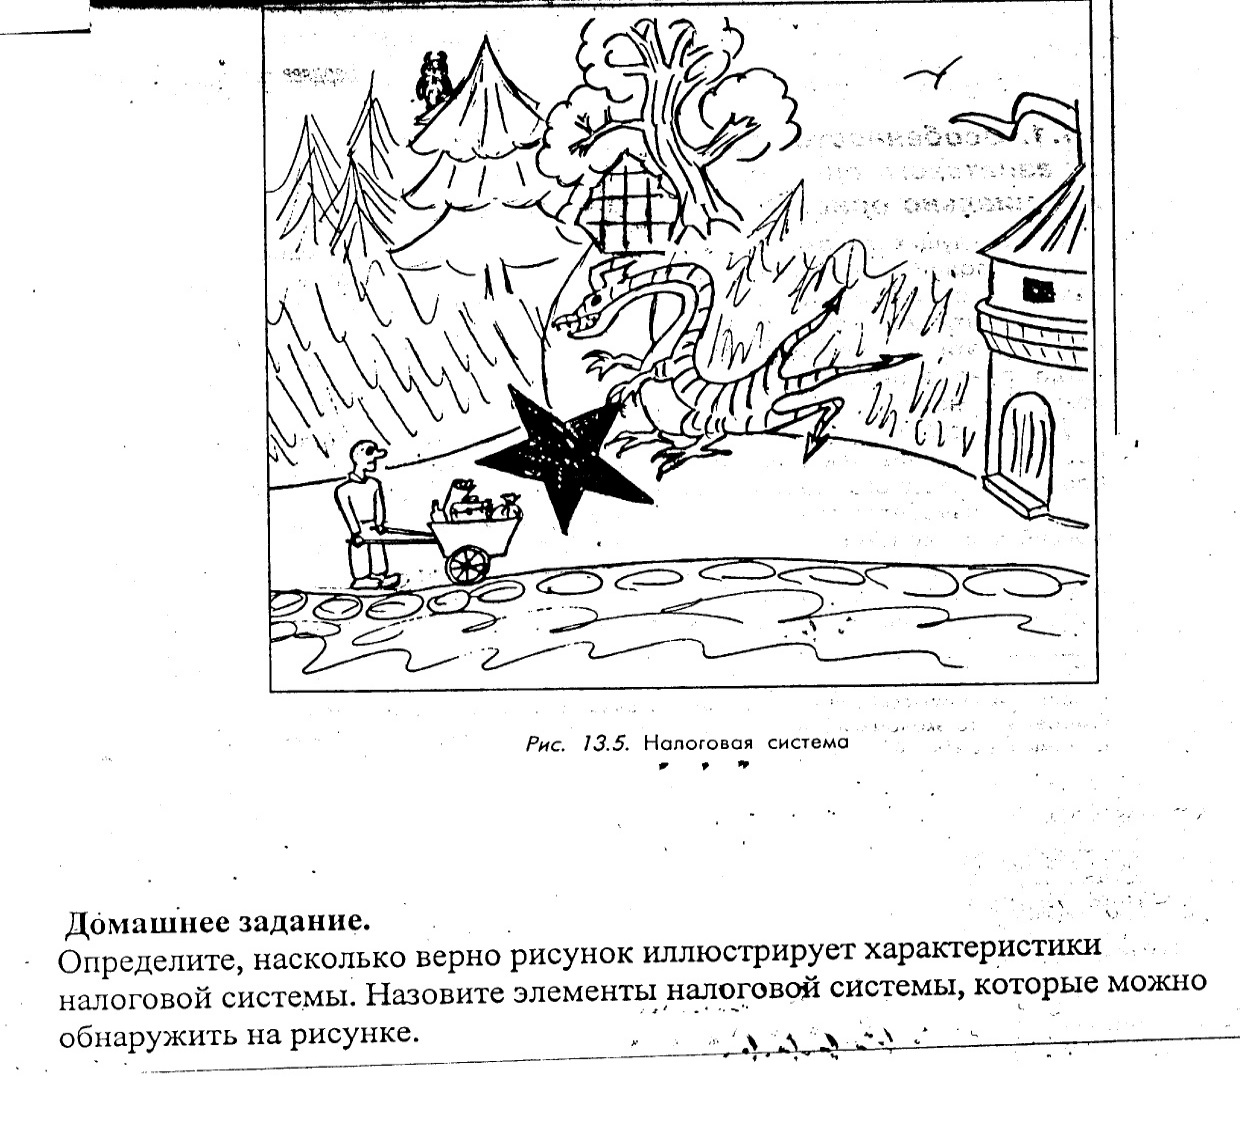 Рис. 13.5. Налоговая система
Домашнее задание.
Определите, насколько верно рисунок иллюстрирует характеристики
налоговой системы. Назовите элементы налоговой системы, которые можно
обнаружить на рисунке.